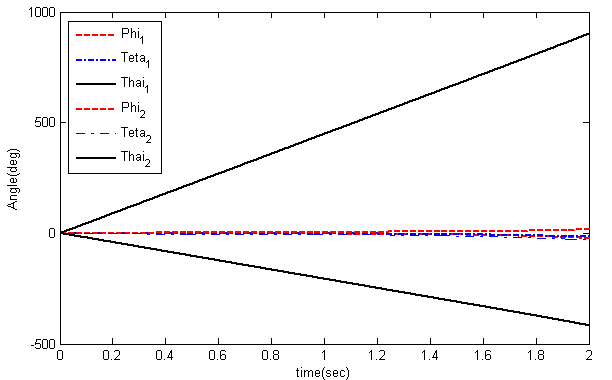 1000
Phi1
Teta1
Thai1
500
Phi2
Teta2
Thai2
Angle(deg)
0
-500
0 0.2 0.4 0.6 0.8 1 1.2 1.4 1.6 1.8 2
time(sec)